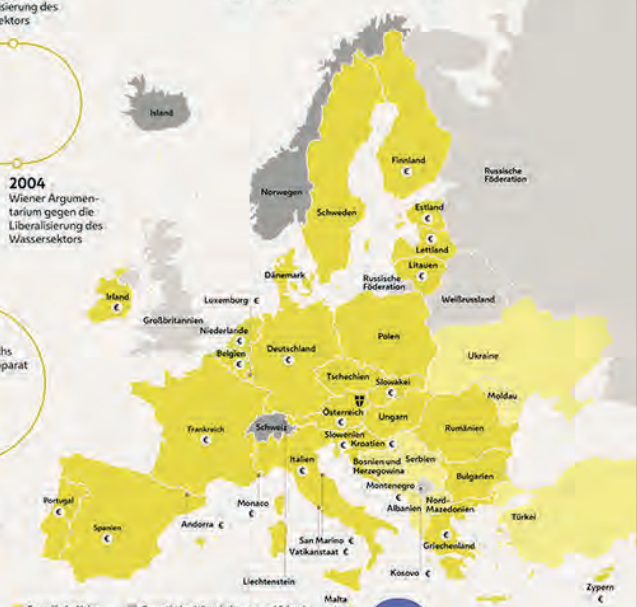 sierung des
ektors
2004
Wiener Argumen-
tarium gegen die
Liberalisierung des
Wassersektors
hs
parat
Island
Norwegen
Schweden
Finnland
€
Russische
Föderation
Estland
€
€
Lettland
Litauen
€
Russische
Föderation
Weißrussland
Dänemark
Irland
€
Großbritannien
Luxemburg €
Niederlande
€
Belgien
€
Deutschland
€
Polen
Ukraine
Tschechien
Slowakei
€
Moldau
Frankreich
€
Schweiz
Österreich
€
Ungarn
Rumänien
Slowenien
€
Kroatien €
Italien
€
Bosnien und
Herzegowina
Serbien
Montenegro
€
Bulgarien
Albanien
Nord-
Mazedonien
Türkei
Portugal
€
Spanien
€
Andorra €
Monaco
€
San Marino €
Vatikanstaat €
Griechenland
€
Kosovo €
Liechtenstein
Malta
Zypern
€